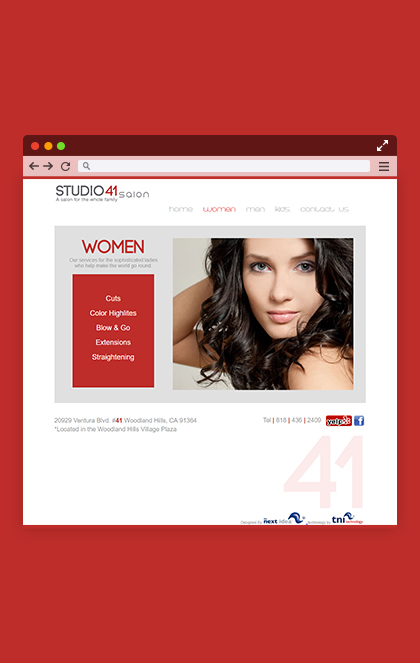 STUDIO 41 salon
A salon for the whole family
home women men kids contact us
WOMEN
Our services for the sophisticated ladies
who help make the world go round.
Cuts
Color Highlites
Blow & Go
Extensions
Straightening
20929 Ventura Blvd. #41 Woodland Hills, CA 91364
*Located in the Woodland Hills Village Plaza
Tel | 818 | 436 | 2409 yelp f
41
Designed By next idea Technology by tni technology